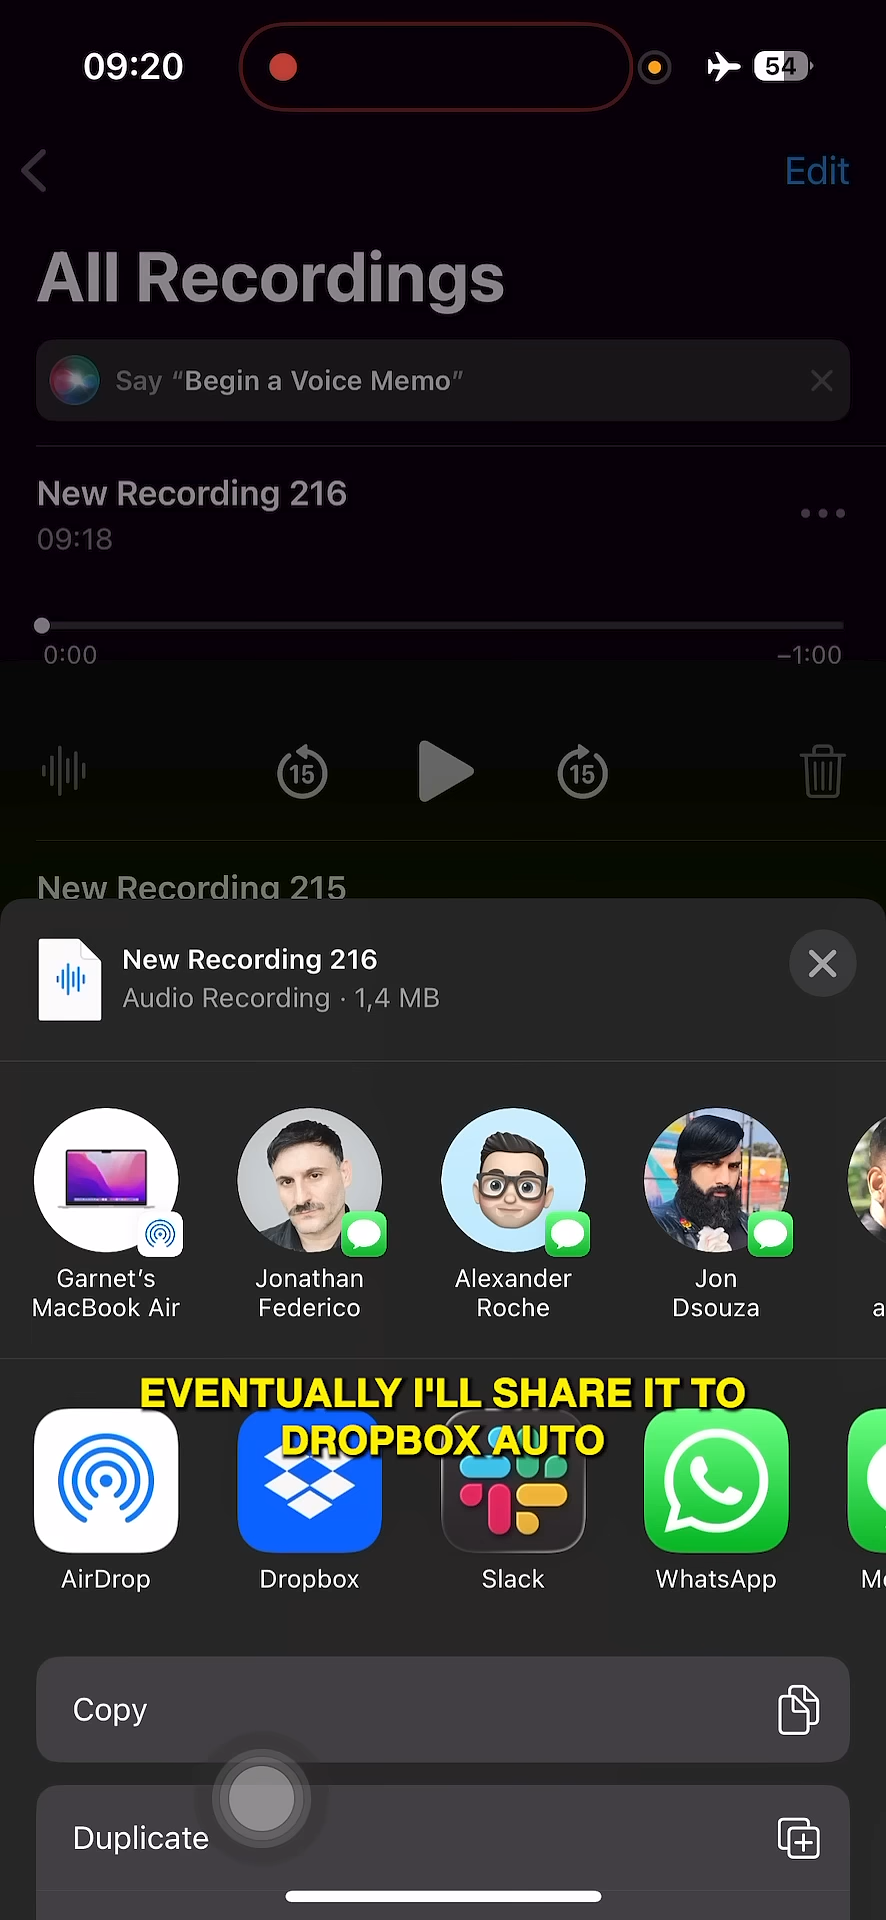 09:20
54
Edit
All Recordings
Say “Begin a Voice Memo”
New Recording 216
09:18
0:00
–1:00
15
15
New Recording 215
New Recording 216
Audio Recording · 1,4 MB
Garnet’s
MacBook Air
Jonathan
Federico
Alexander
Roche
Jon
Dsouza
a
EVENTUALLY I'LL SHARE IT TO
DROPBOX AUTO
AirDrop
Dropbox
Slack
WhatsApp
Me
Copy
Duplicate